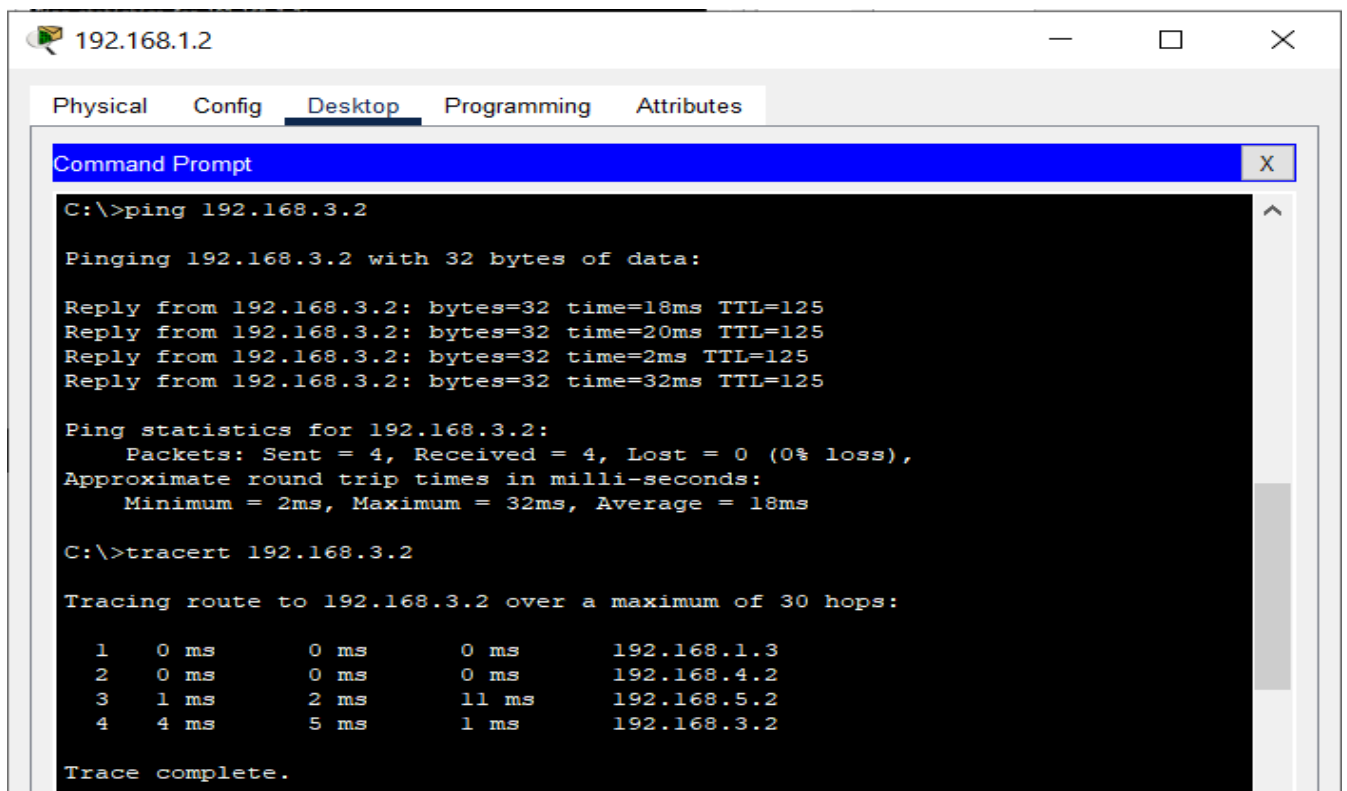 192.168.1.2
Physical Config Desktop Programming Attributes
Command Prompt
X
C:\>ping 192.168.3.2
Pinging 192.168.3.2 with 32 bytes of data:
Reply from 192.168.3.2: bytes=32 time=18ms TTL=125
Reply from 192.168.3.2: bytes=32 time=20ms TTL=125
Reply from 192.168.3.2: bytes=32 time=2ms TTL=125
Reply from 192.168.3.2: bytes=32 time=32ms TTL=125
Ping statistics for 192.168.3.2:
Packets: Sent = 4, Received = 4, Lost = 0 (0% loss),
Approximate round trip times in milli-seconds:
Minimum = 2ms, Maximum = 32ms, Average = 18ms
C:\>tracert 192.168.3.2
Tracing route to 192.168.3.2 over a maximum of 30 hops:
1 0 ms 0 ms 0 ms 192.168.1.3
2 0 ms 0 ms 0 ms 192.168.4.2
3 1 ms 2 ms 11 ms 192.168.5.2
4 4 ms 5 ms 1 ms 192.168.3.2
Trace complete.